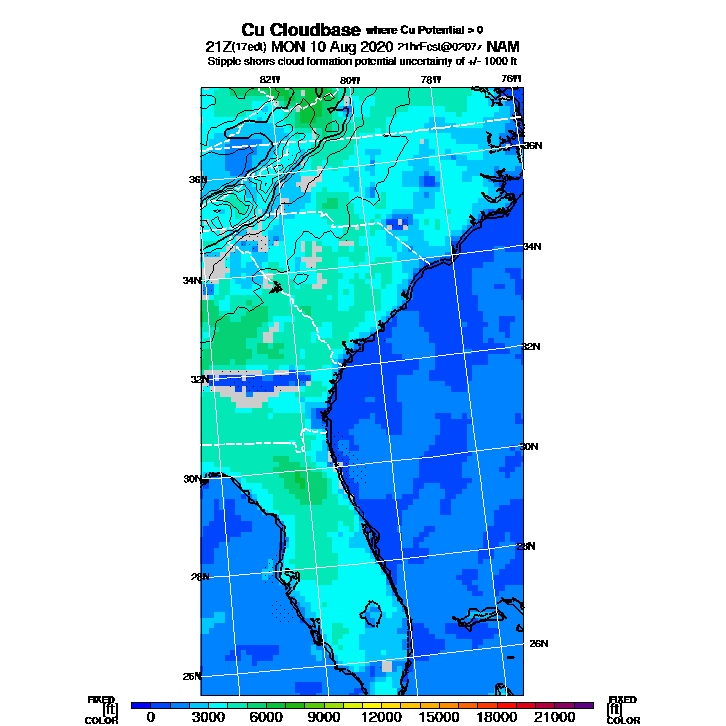 Cu Cloudbase where Cu Potential > 0
21Z(17edt) MON 10 Aug 2020 21hrFcst@0207z NAM
Stipple shows cloud formation potential uncertainty of +/- 1000 ft
82W 80W 78W 76W
36N
36N
34N
34N
32N
32N
30N
30N
28N
28N
26N
26N
FIXED FIXED
[ft] [ft]
COLOR COLOR
0 3000 6000 9000 12000 15000 18000 21000